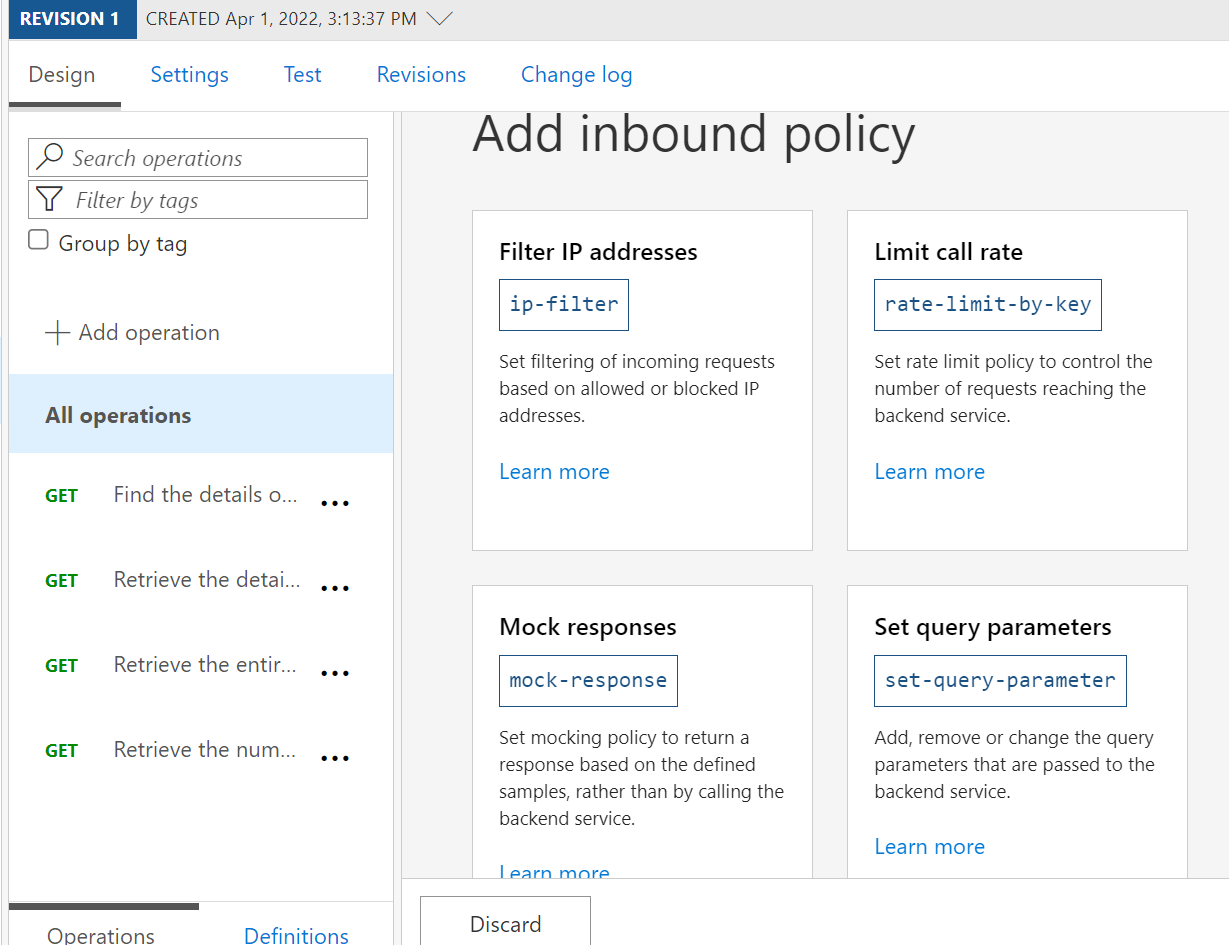 REVISION 1 CREATED Apr 1, 2022, 3:13:37 PM
Design Settings Test Revisions Change log
Search operations
Filter by tags
Group by tag
Add operation
All operations
GET Find the details o...
GET Retrieve the detai...
GET Retrieve the entir...
GET Retrieve the num...
Operations Definitions
Add inbound policy
Filter IP addresses
ip-filter
Set filtering of incoming requests
based on allowed or blocked IP
addresses.
Learn more
Limit call rate
rate-limit-by-key
Set rate limit policy to control the
number of requests reaching the
backend service.
Learn more
Mock responses
mock-response
Set mocking policy to return a
response based on the defined
samples, rather than by calling the
backend service.
Learn more
Set query parameters
set-query-parameter
Add, remove or change the query
parameters that are passed to the
backend service.
Learn more
Discard